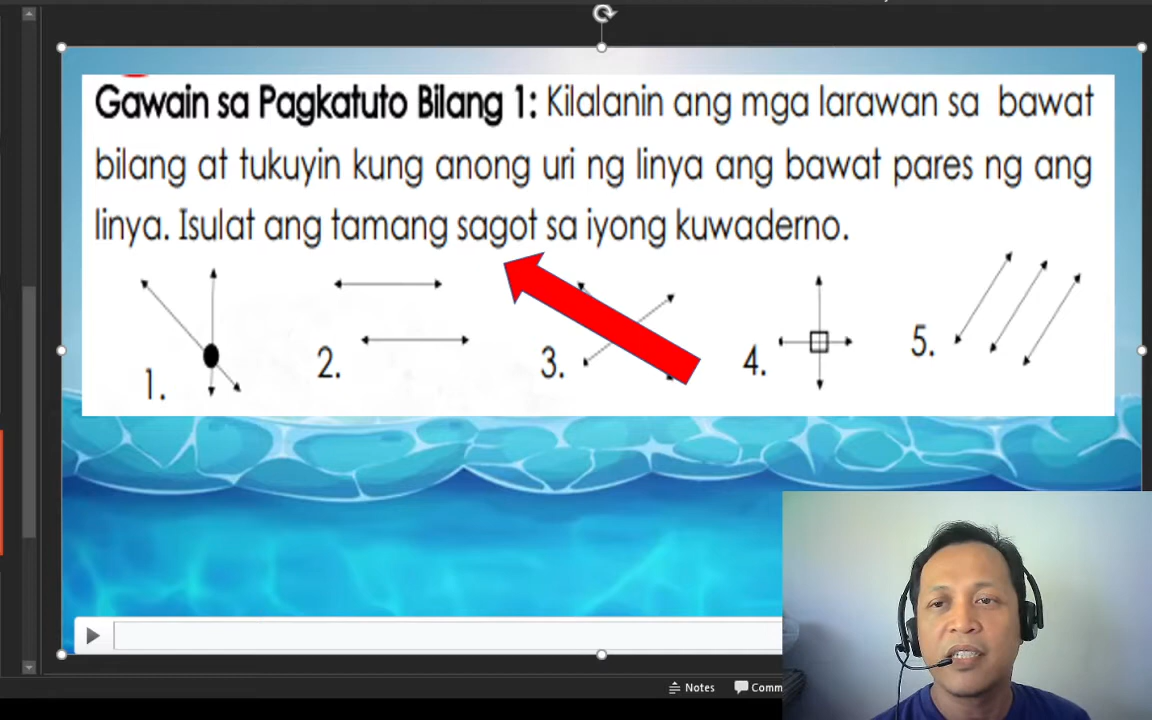 Gawain sa Pagkatuto Bilang 1: Kilalanin ang mga larawan sa bawat
bilang at tukuyin kung anong uri ng linya ang bawat pares ng ang
linya. Isulat ang tamang sagot sa iyong kuwaderno.
1. 2. 3. 4. 5.
Notes Comm